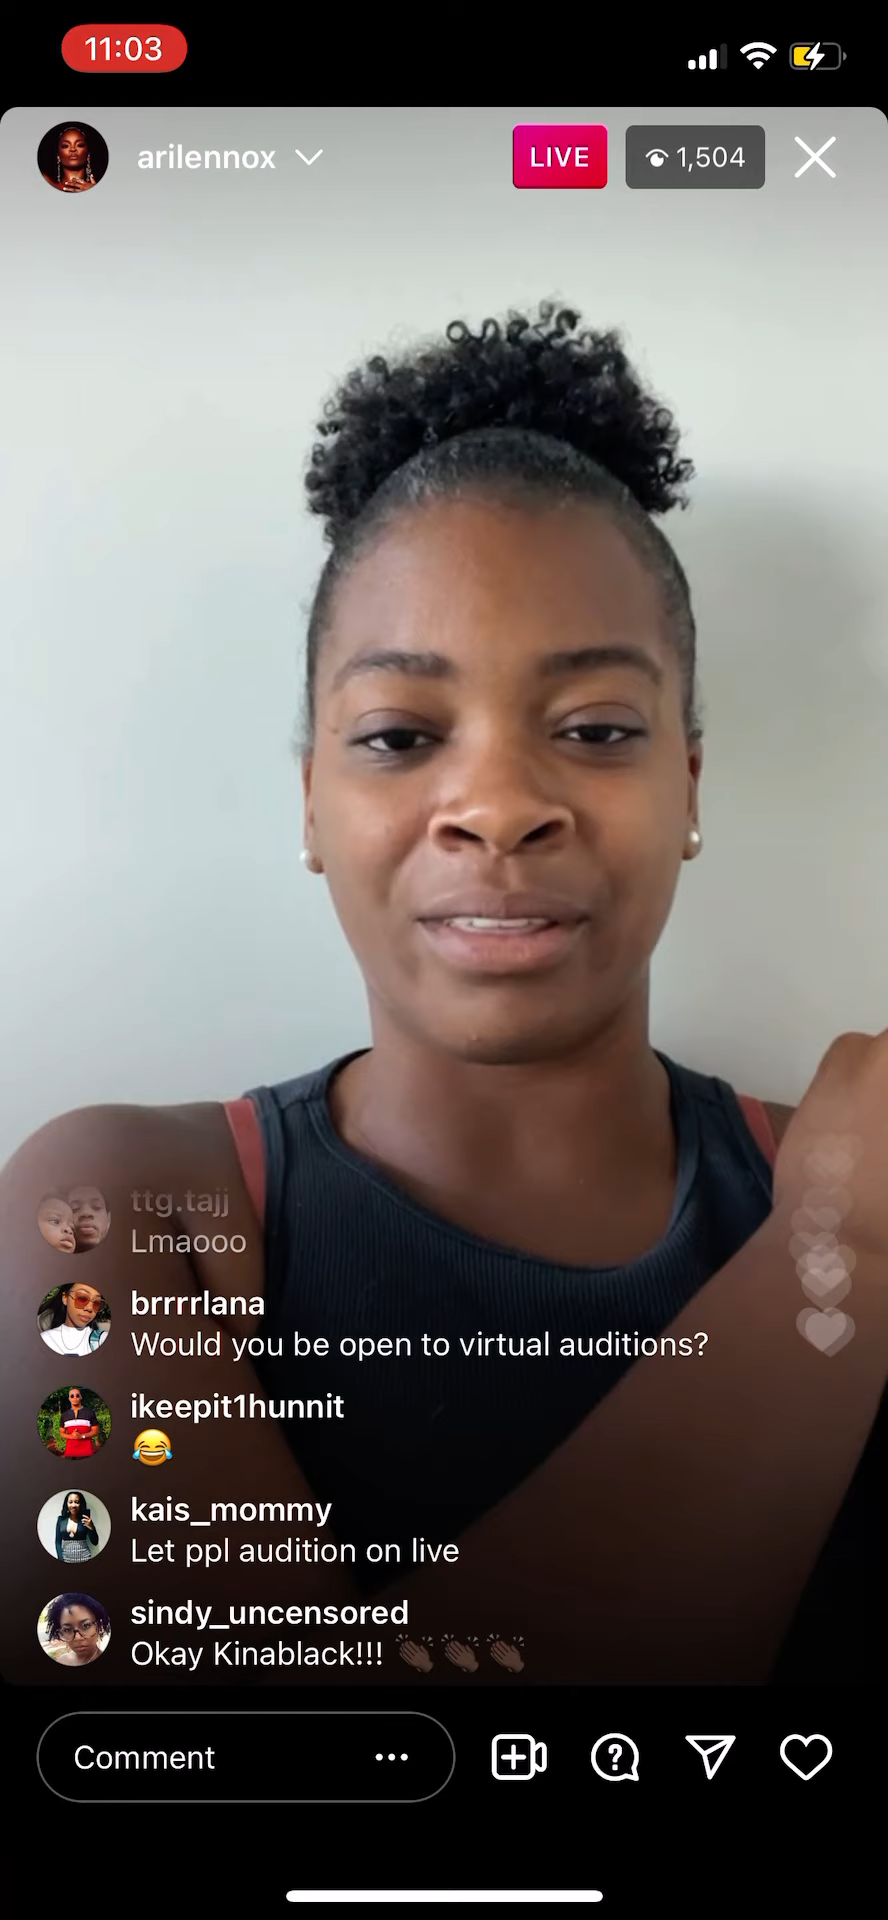 11:03
arilennox
LIVE
1,504
ttg.tajj
Lmaooo
brrrrlana
Would you be open to virtual auditions?
ikeepit1hunnit
😂
kais_mommy
Let ppl audition on live
sindy_uncensored
Okay Kinablack!!! 👏🏿👏🏿👏🏿
Comment